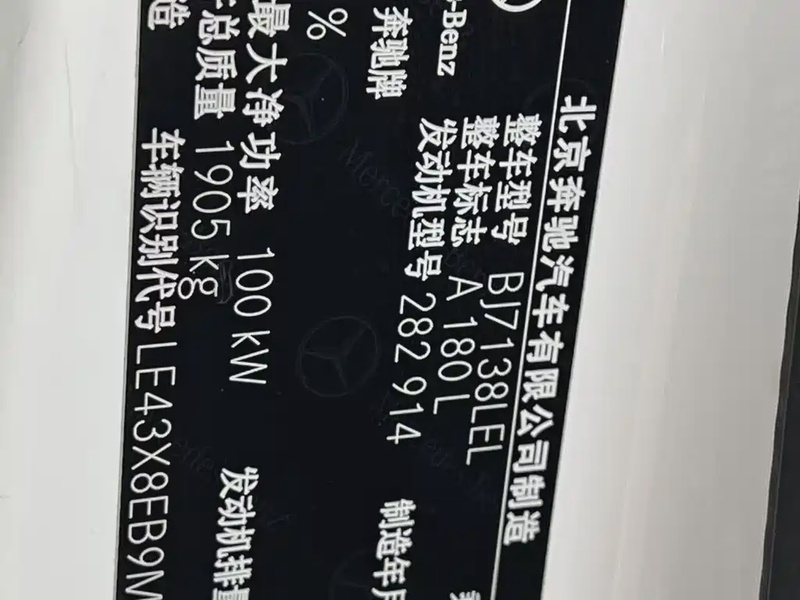 北京奔驰汽车有限公司制造
整车型号 BJ7138LEL
-Benz 整车标志 A 180 L
奔驰牌 发动机型号 282 914 制造年月
%
最大净功率 100 kW 发动机排量
总质量 1905 kg
造 车辆识别代号 LE43X8EB9M